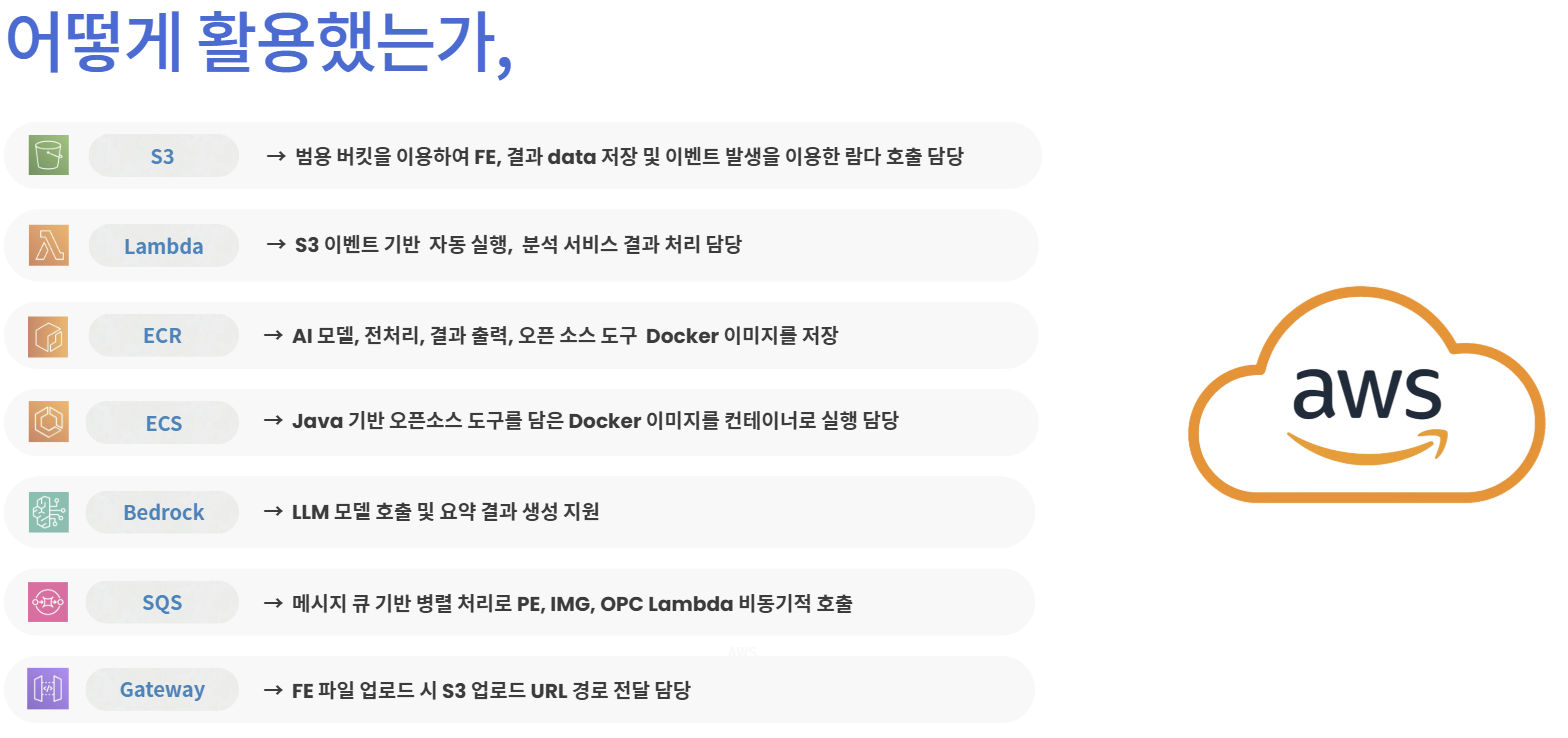 어떻게 활용했는가,
S3 → 범용 버킷을 이용하여 FE, 결과 data 저장 및 이벤트 발생을 이용한 람다 호출 담당
Lambda → S3 이벤트 기반 자동 실행, 분석 서비스 결과 처리 담당
ECR → AI 모델, 전처리, 결과 출력, 오픈 소스 도구 Docker 이미지를 저장
ECS → Java 기반 오픈소스 도구를 담은 Docker 이미지를 컨테이너로 실행 담당
Bedrock → LLM 모델 호출 및 요약 결과 생성 지원
SQS → 메시지 큐 기반 병렬 처리로 PE, IMG, OPC Lambda 비동기적 호출
AWS
Gateway → FE 파일 업로드 시 S3 업로드 URL 경로 전달 담당
aws